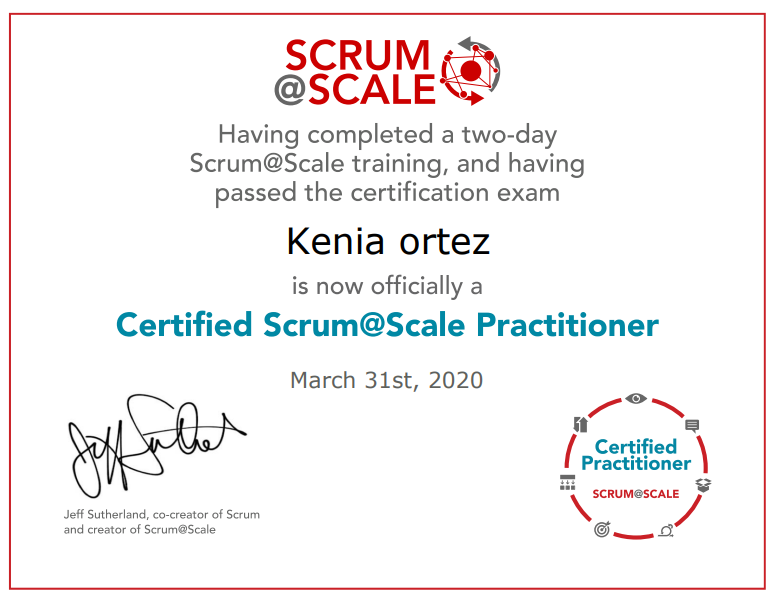 SCRUM
@SCALE
Having completed a two-day
Scrum@Scale training, and having
passed the certification exam
Kenia ortez
is now officially a
Certified Scrum@Scale Practitioner
March 31st, 2020
Jeff Sutherland
Jeff Sutherland, co-creator of Scrum
and creator of Scrum@Scale
Certified
Practitioner
SCRUM@SCALE